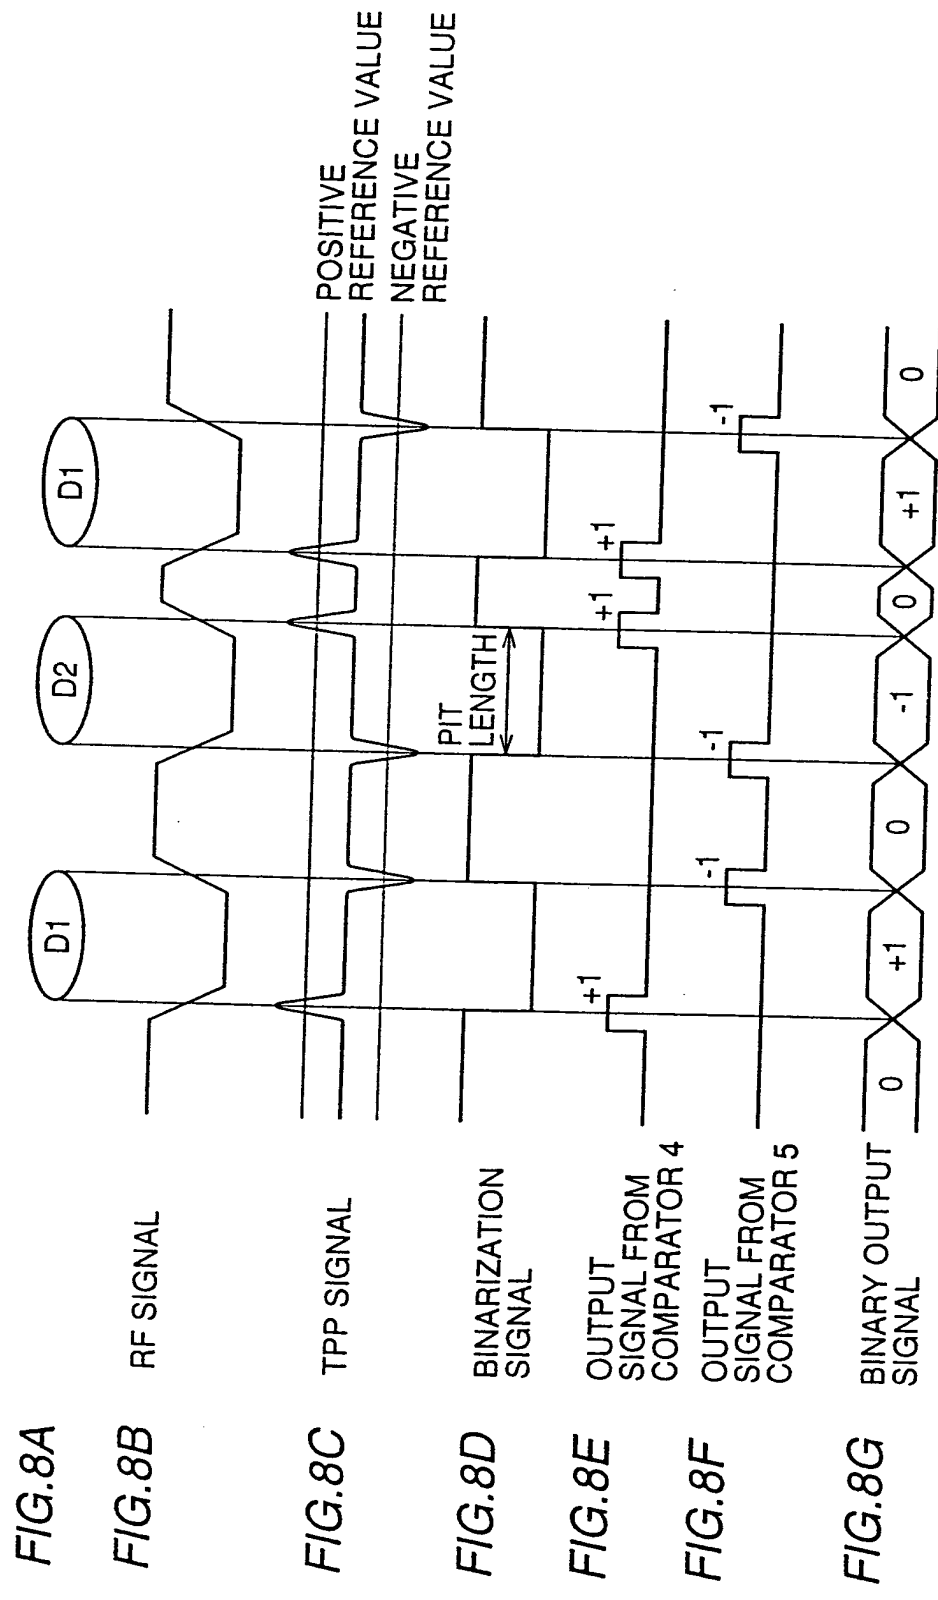 FIG.8A
D1
D2
D1
FIG.8B
RF SIGNAL
FIG.8C
TPP SIGNAL
POSITIVE
REFERENCE VALUE
NEGATIVE
REFERENCE VALUE
FIG.8D
BINARIZATION
SIGNAL
PIT
LENGTH
FIG.8E
OUTPUT
SIGNAL FROM
COMPARATOR 4
+1
+1
+1
FIG.8F
OUTPUT
SIGNAL FROM
COMPARATOR 5
-1
-1
-1
FIG.8G
BINARY OUTPUT
SIGNAL
0
+1
0
-1
0
+1
0